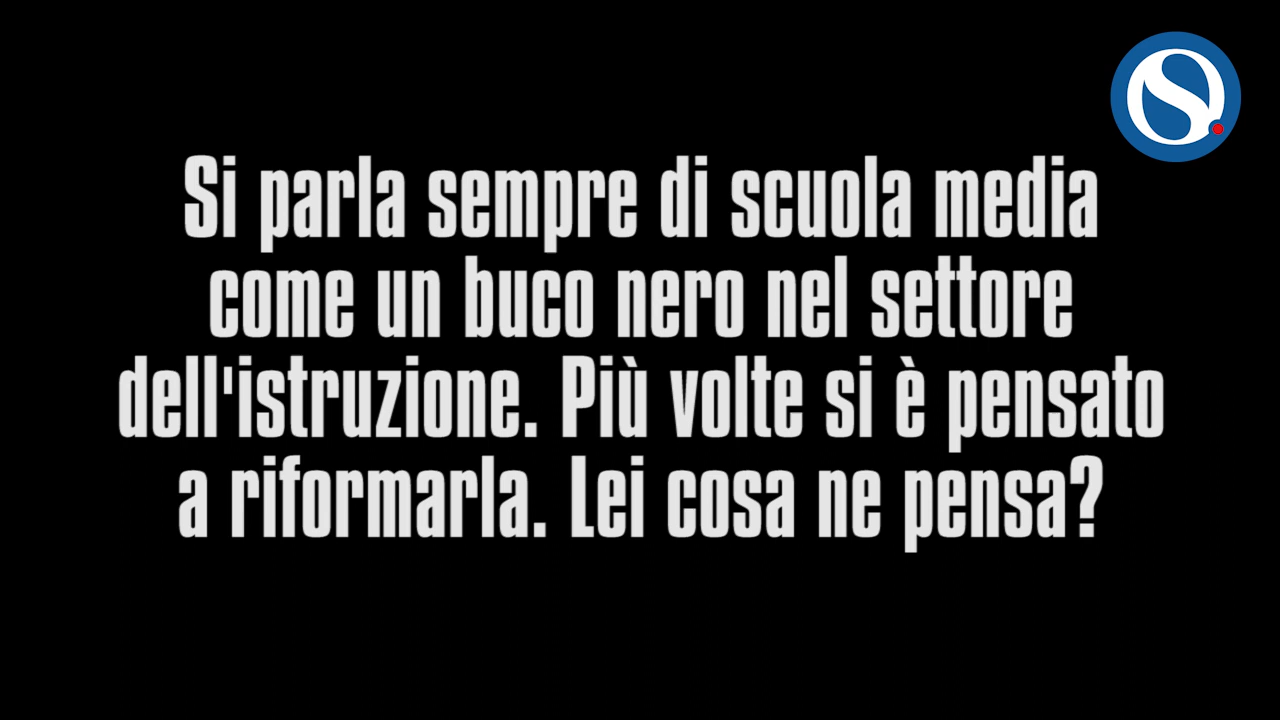 Si parla sempre di scuola media
come un buco nero nel settore
dell'istruzione. Più volte si è pensato
a riformarla. Lei cosa ne pensa?